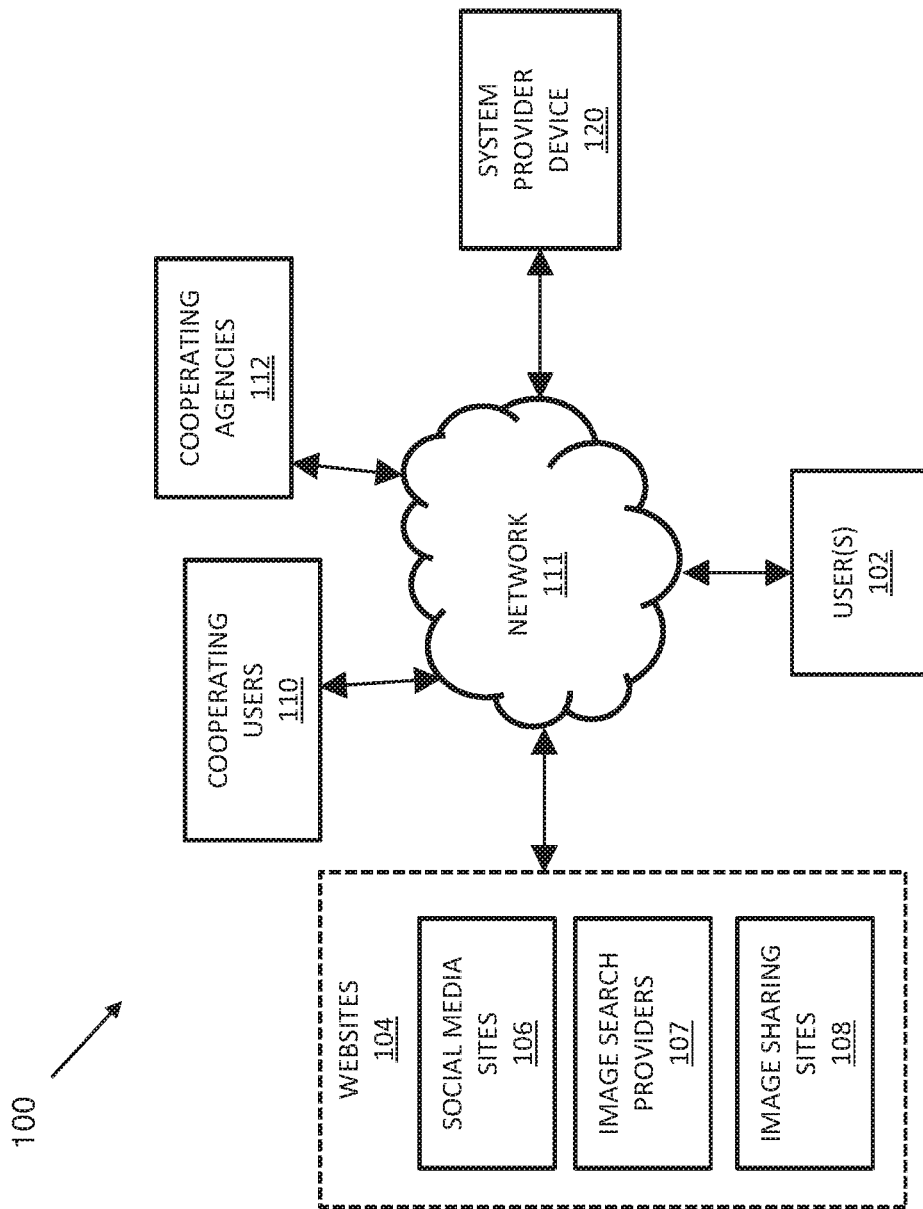 100
WEBSITES
104
SOCIAL MEDIA
SITES
106
IMAGE SEARCH
PROVIDERS
107
IMAGE SHARING
SITES
108
COOPERATING
USERS
110
COOPERATING
AGENCIES
112
NETWORK
111
SYSTEM
PROVIDER
DEVICE
120
USER(S)
102